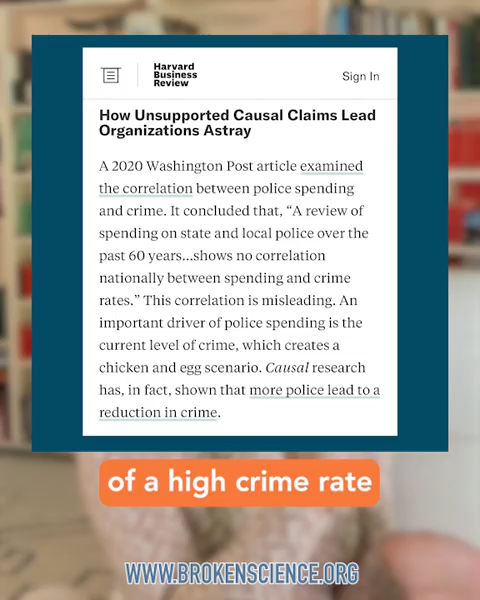 Harvard
Business
Review
Sign In
How Unsupported Causal Claims Lead
Organizations Astray
A 2020 Washington Post article examined
the correlation between police spending
and crime. It concluded that, “A review of
spending on state and local police over the
past 60 years...shows no correlation
nationally between spending and crime
rates.” This correlation is misleading. An
important driver of police spending is the
current level of crime, which creates a
chicken and egg scenario. Causal research
has, in fact, shown that more police lead to a
reduction in crime.
of a high crime rate
WWW.BROKENSCIENCE.ORG